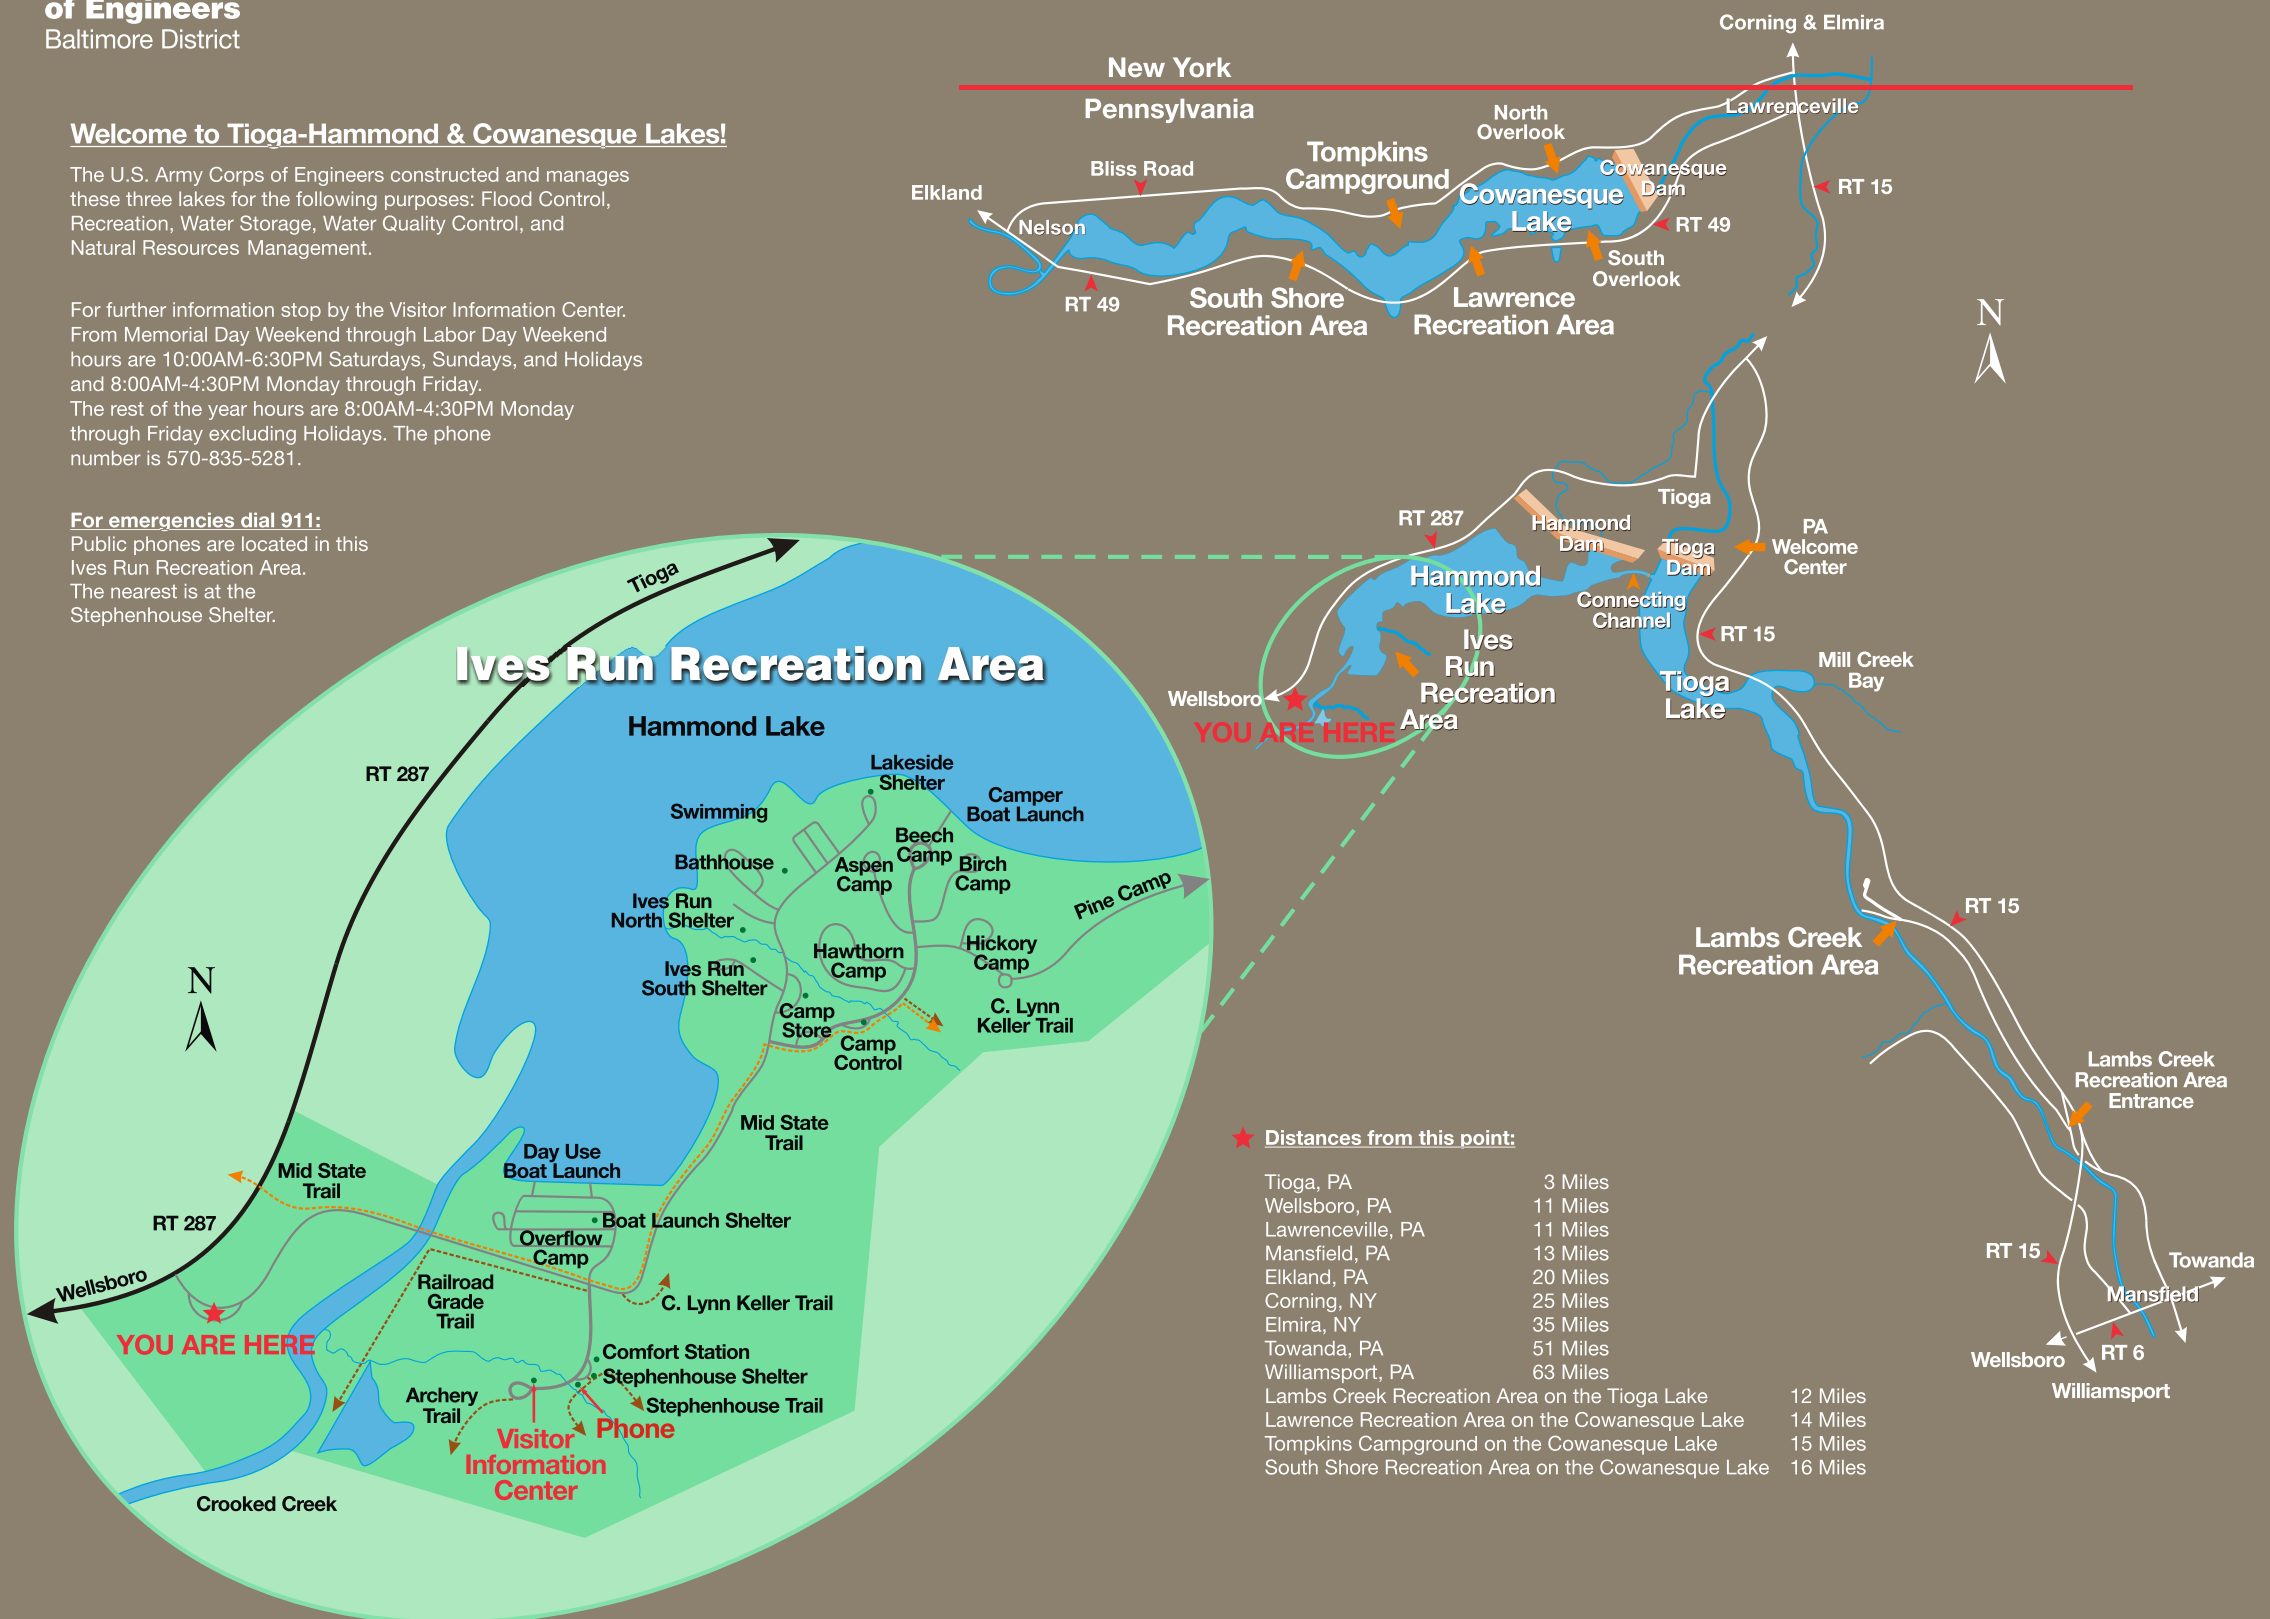 of Engineers
Baltimore District
Welcome to Tioga-Hammond & Cowanesque Lakes!
The U.S. Army Corps of Engineers constructed and manages
these three lakes for the following purposes: Flood Control,
Recreation, Water Storage, Water Quality Control, and
Natural Resources Management.
For further information stop by the Visitor Information Center.
From Memorial Day Weekend through Labor Day Weekend
hours are 10:00AM-6:30PM Saturdays, Sundays, and Holidays
and 8:00AM-4:30PM Monday through Friday.
The rest of the year hours are 8:00AM-4:30PM Monday
through Friday excluding Holidays. The phone
number is 570-835-5281.
For emergencies dial 911:
Public phones are located in this
Ives Run Recreation Area.
The nearest is at the
Stephenhouse Shelter.
Corning & Elmira
New York
Pennsylvania
Lawrenceville
North
Overlook
Tompkins
Campground
Bliss Road
Elkland
Nelson
Cowanesque
Dam
Cowanesque
Lake
RT 15
RT 49
South
Overlook
RT 49
South Shore
Recreation Area
Lawrence
Recreation Area
N
Tioga
RT 287
Hammond
Dam
Tioga
Dam
PA
Welcome
Center
Hammond
Lake
Connecting
Channel
RT 15
Ives
Run
Recreation
Area
Mill Creek
Bay
Tioga
Lake
Wellsboro
YOU ARE HERE
RT 15
Lambs Creek
Recreation Area
Lambs Creek
Recreation Area
Entrance
RT 15
Towanda
Mansfield
Wellsboro
RT 6
Williamsport
Tioga
Ives Run Recreation Area
Hammond Lake
RT 287
Lakeside
Shelter
Camper
Boat Launch
Swimming
Beech
Camp
Bathhouse
Aspen
Camp
Birch
Camp
Pine Camp
Ives Run
North Shelter
Hawthorn
Camp
Hickory
Camp
Ives Run
South Shelter
N
Camp
Store
C. Lynn
Keller Trail
Camp
Control
Mid State
Trail
Day Use
Boat Launch
Mid State
Trail
RT 287
Boat Launch Shelter
Overflow
Camp
Wellsboro
Railroad
Grade
Trail
C. Lynn Keller Trail
YOU ARE HERE
Comfort Station
Stephenhouse Shelter
Archery
Trail
Stephenhouse Trail
Phone
Visitor
Information
Center
Crooked Creek
Distances from this point:
Tioga, PA 3 Miles
Wellsboro, PA 11 Miles
Lawrenceville, PA 11 Miles
Mansfield, PA 13 Miles
Elkland, PA 20 Miles
Corning, NY 25 Miles
Elmira, NY 35 Miles
Towanda, PA 51 Miles
Williamsport, PA 63 Miles
Lambs Creek Recreation Area on the Tioga Lake 12 Miles
Lawrence Recreation Area on the Cowanesque Lake 14 Miles
Tompkins Campground on the Cowanesque Lake 15 Miles
South Shore Recreation Area on the Cowanesque Lake 16 Miles